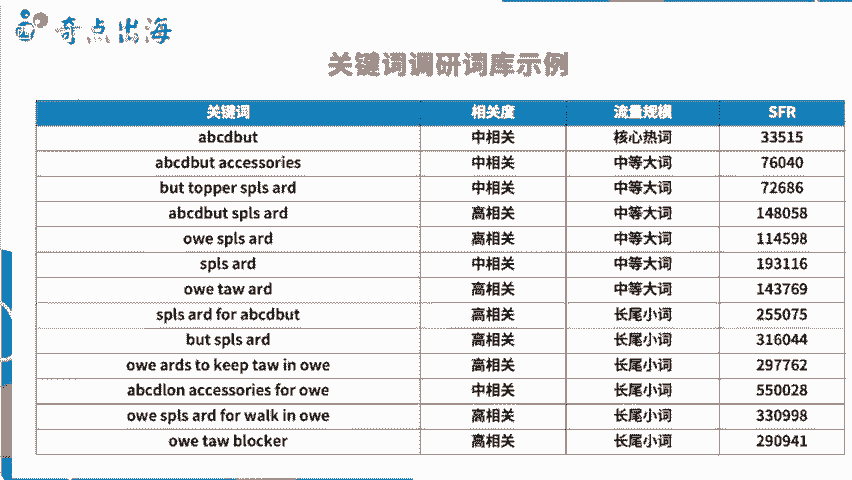 奇点出海
关键词调研词库示例
关键词 相关度 流量规模 SFR
abcdbut 中相关 核心热词 33515
abcdbut accessories 中相关 中等大词 76040
but topper spls ard 中相关 中等大词 72686
abcdbut spls ard 高相关 中等大词 148058
owe spls ard 高相关 中等大词 114598
spls ard 中相关 中等大词 193116
owe taw ard 高相关 中等大词 143769
spls ard for abcdbut 高相关 长尾小词 255075
but spls ard 高相关 长尾小词 316044
owe ards to keep taw in owe 高相关 长尾小词 297762
abcdlon accessories for owe 中相关 长尾小词 550028
owe spls ard for walk in owe 高相关 长尾小词 330998
owe taw blocker 高相关 长尾小词 290941